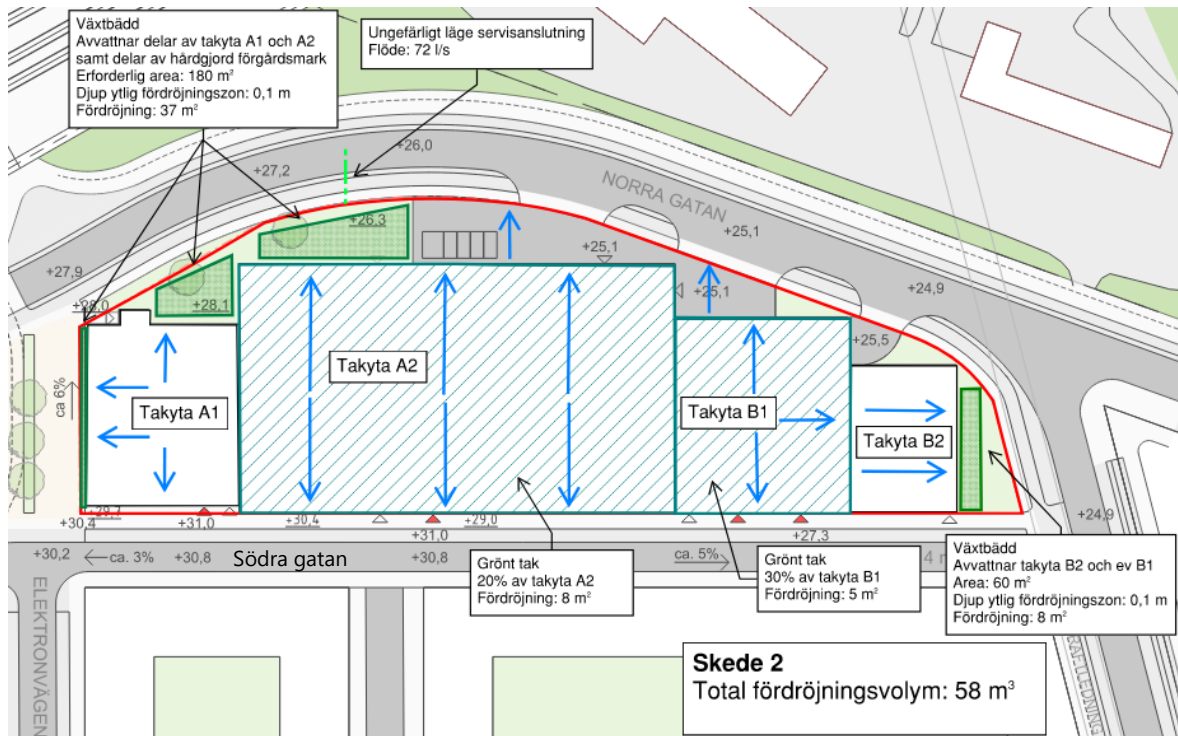 Växtbädd
Avvattnar delar av takyta A1 och A2
samt delar av hårdgjord förgårdsmark
Erforderlig area: 180 m²
Djup ytlig fördröjningszon: 0,1 m
Fördröjning: 37 m²
Ungefärligt läge servisanslutning
Flöde: 72 l/s
+26,0
+27,2
NORRA GATAN
+26,3
+25,1
+25,1
+27,9
+28,0
+28,1
+25,1
+24,9
+25,5
ca 6%
Takyta A1
Takyta A2
Takyta B1
Takyta B2
+29,7
+30,4
+31,0
+30,4
+29,0
+31,0
+27,3
+24,9
+30,2
ca. 3%
+30,8
Södra gatan
+30,8
ca. 5%
Grönt tak
20% av takyta A2
Fördröjning: 8 m²
Grönt tak
30% av takyta B1
Fördröjning: 5 m²
Växtbädd
Avvattnar takyta B2 och ev B1
Area: 60 m²
Djup ytlig fördröjningszon: 0,1 m
Fördröjning: 8 m²
ELEKTRONVÄGEN
RAFTLEDNING
Skede 2
Total fördröjningsvolym: 58 m³